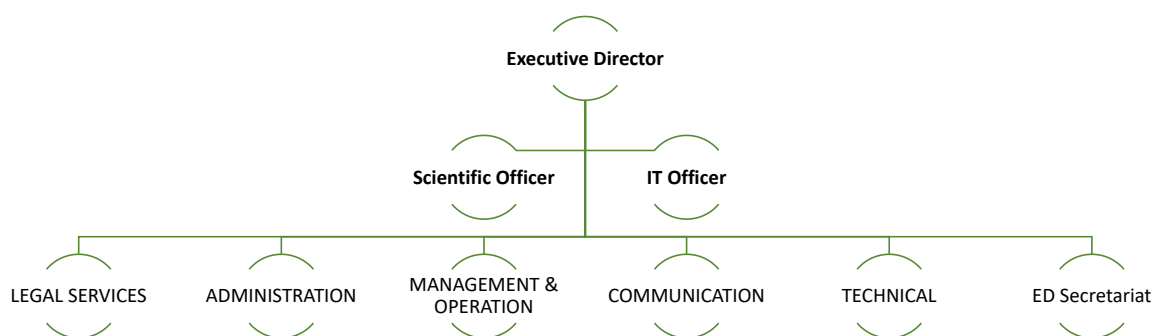 Executive Director
Scientific Officer
IT Officer
LEGAL SERVICES
ADMINISTRATION
MANAGEMENT &
OPERATION
COMMUNICATION
TECHNICAL
ED Secretariat